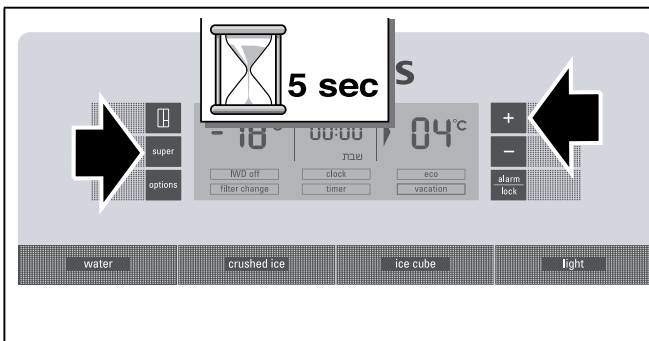 5 sec
S
super
options
-18°
00:00
04°C
שבת
+
−
alarm
lock
IWD off
clock
eco
filter change
timer
vacation
water
crushed ice
ice cube
light